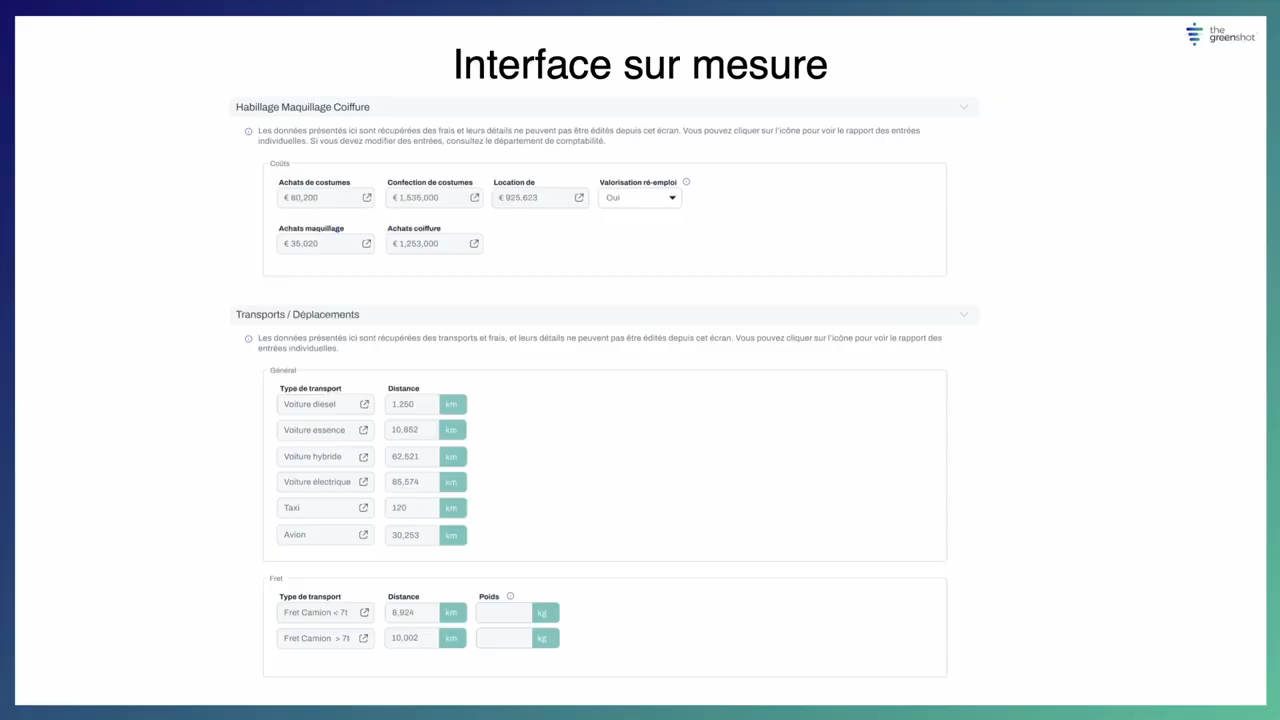 the
greenshot
Interface sur mesure
Habillage Maquillage Coiffure
Les données présentés ici sont récupérées des frais et leurs détails ne peuvent pas être édités depuis cet écran. Vous pouvez cliquer sur l'icône pour voir le rapport des entrées
individuelles. Si vous devez modifier des entrées, consultez le département de comptabilité.
Coûts
Achats de costumes Confection de costumes Location de Valorisation ré-emploi
€ 80,200 € 1,535,000 € 925,623 Oui
Achats maquillage Achats coiffure
€ 35,020 € 1,253,000
Transports / Déplacements
Les données présentés ici sont récupérées des transports et frais, et leurs détails ne peuvent pas être édités depuis cet écran. Vous pouvez cliquer sur l'icône pour voir le rapport des
entrées individuelles.
Général
Type de transport Distance
Voiture diesel 1,250 km
Voiture essence 10,852 km
Voiture hybride 62,521 km
Voiture électrique 85,574 km
Taxi 120 km
Avion 30,253 km
Fret
Type de transport Distance Poids
Fret Camion < 7t 8,924 km kg
Fret Camion > 7t 10,002 km kg